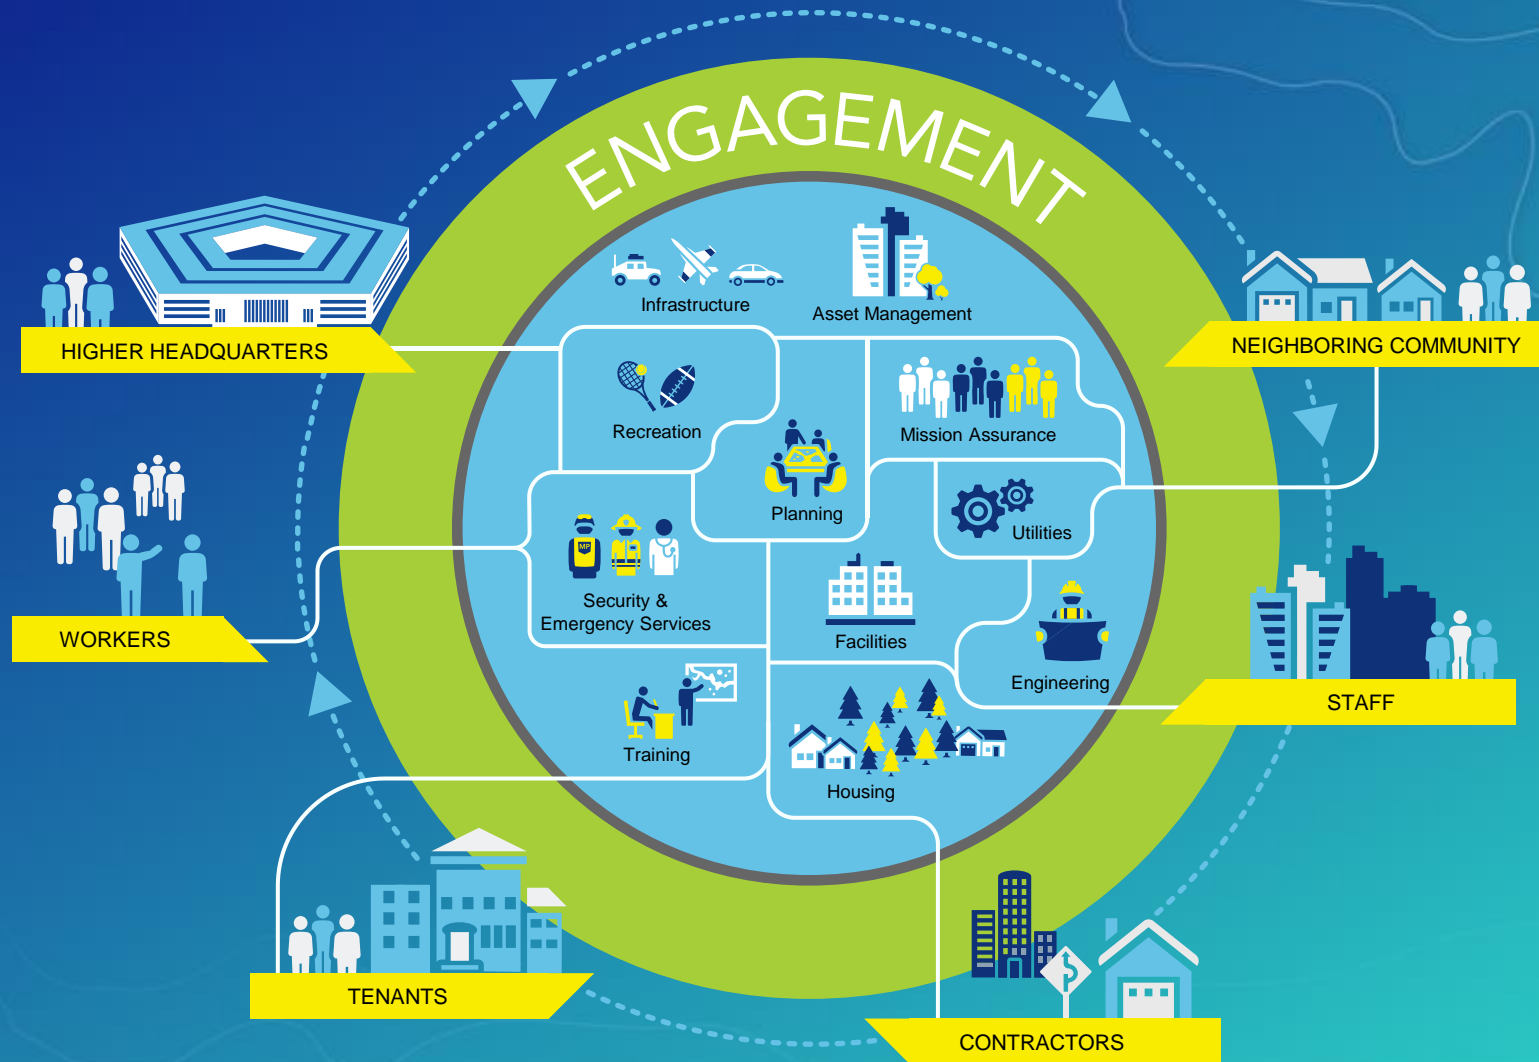 ENGAGEMENT
Infrastructure
Asset Management
HIGHER HEADQUARTERS
NEIGHBORING COMMUNITY
Recreation
Mission Assurance
Planning
Utilities
MP
Security &
Emergency Services
Facilities
WORKERS
Engineering
STAFF
Training
Housing
TENANTS
CONTRACTORS